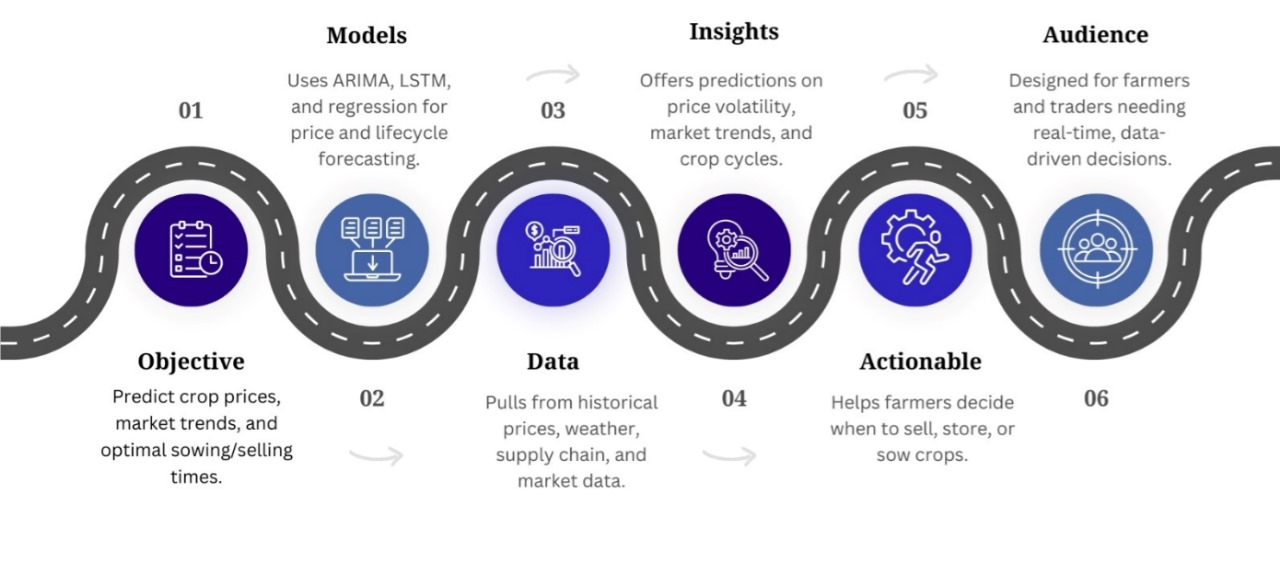 01
Objective
Predict crop prices,
market trends, and
optimal sowing/selling
times.
Models
Uses ARIMA, LSTM,
and regression for
price and lifecycle
forecasting.
02
03
Data
Pulls from historical
prices, weather,
supply chain, and
market data.
Insights
Offers predictions on
price volatility,
market trends, and
crop cycles.
04
05
Actionable
Helps farmers decide
when to sell, store, or
sow crops.
Audience
Designed for farmers
and traders needing
real-time, data-
driven decisions.
06